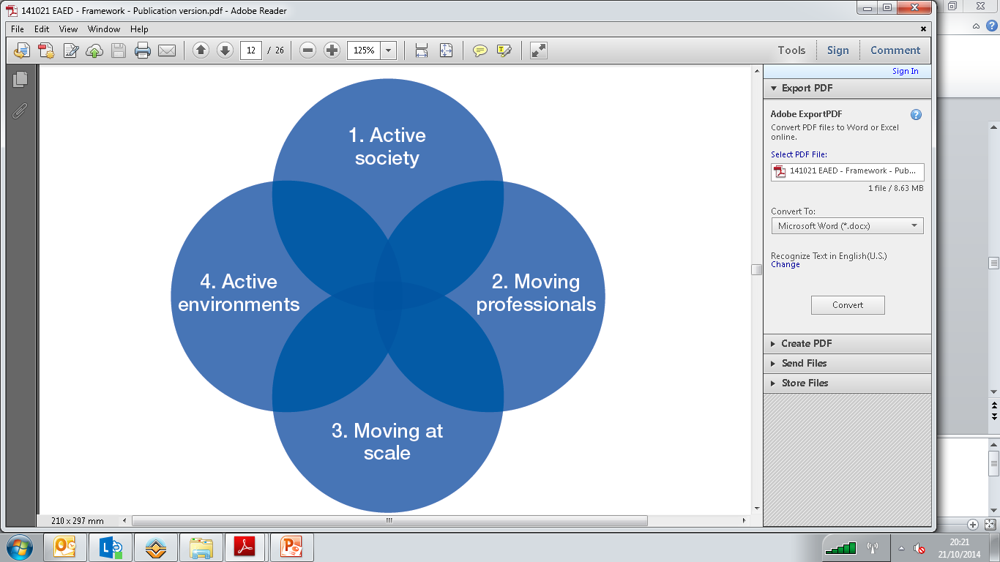 141021 EAED - Framework - Publication version.pdf - Adobe Reader
File Edit View Window Help
12 / 26 125% Tools Sign Comment
Sign In
Export PDF
Adobe ExportPDF
Convert PDF files to Word or Excel
online.
Select PDF File:
141021 EAED - Framework - Pub...
1 file / 8.63 MB
Convert To:
Microsoft Word (*.docx)
Recognize Text in English(U.S.)
Change
Convert
Create PDF
Send Files
Store Files
1. Active
society
2. Moving
professionals
3. Moving at
scale
4. Active
environments
210 x 297 mm
20:21
21/10/2014